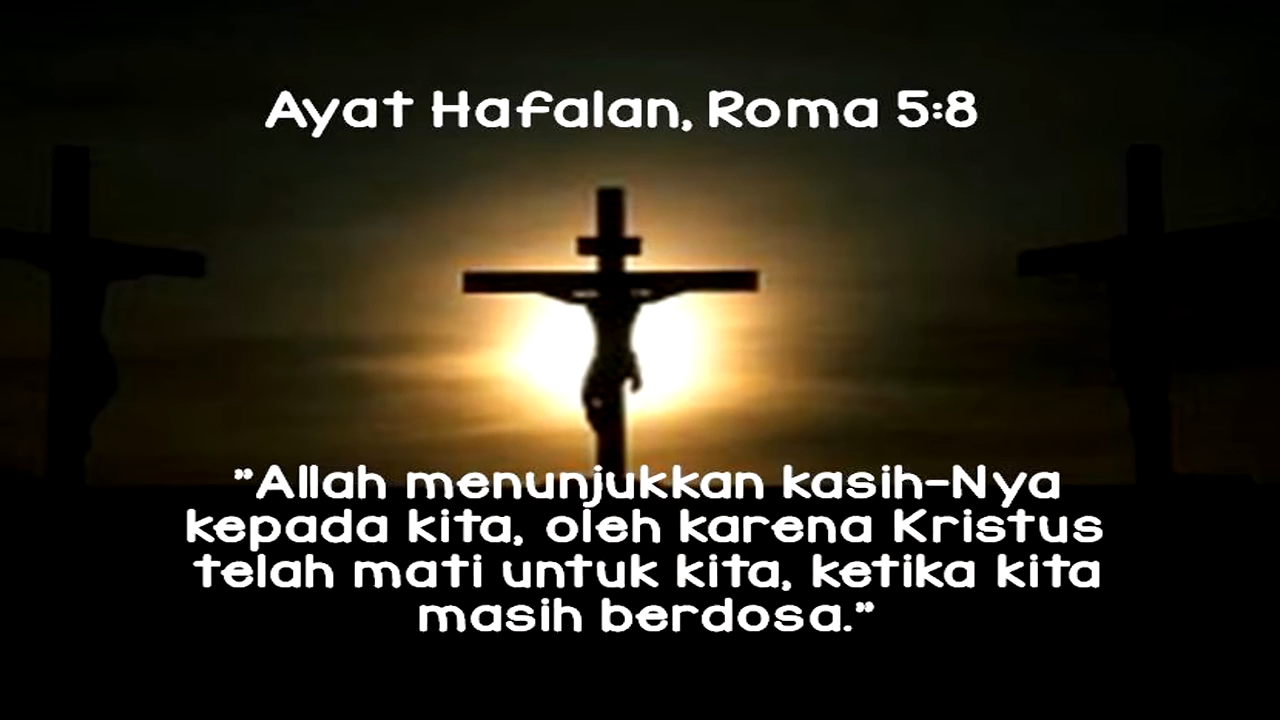 Ayat Hafalan, Roma 5:8
"Allah menunjukkan kasih-Nya
kepada kita, oleh karena Kristus
telah mati untuk kita, ketika kita
masih berdosa."